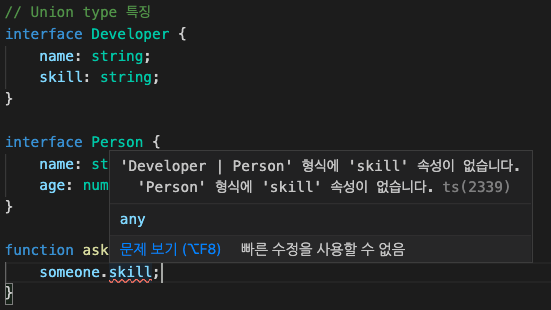 // Union type 특징
interface Developer {
name: string;
skill: string;
}
interface Person {
name: st
age: num
}
'Developer | Person' 형식에 'skill' 속성이 없습니다.
'Person' 형식에 'skill' 속성이 없습니다. ts(2339)
any
문제 보기 (⌥F8) 빠른 수정을 사용할 수 없음
function ask
someone.skill;
}